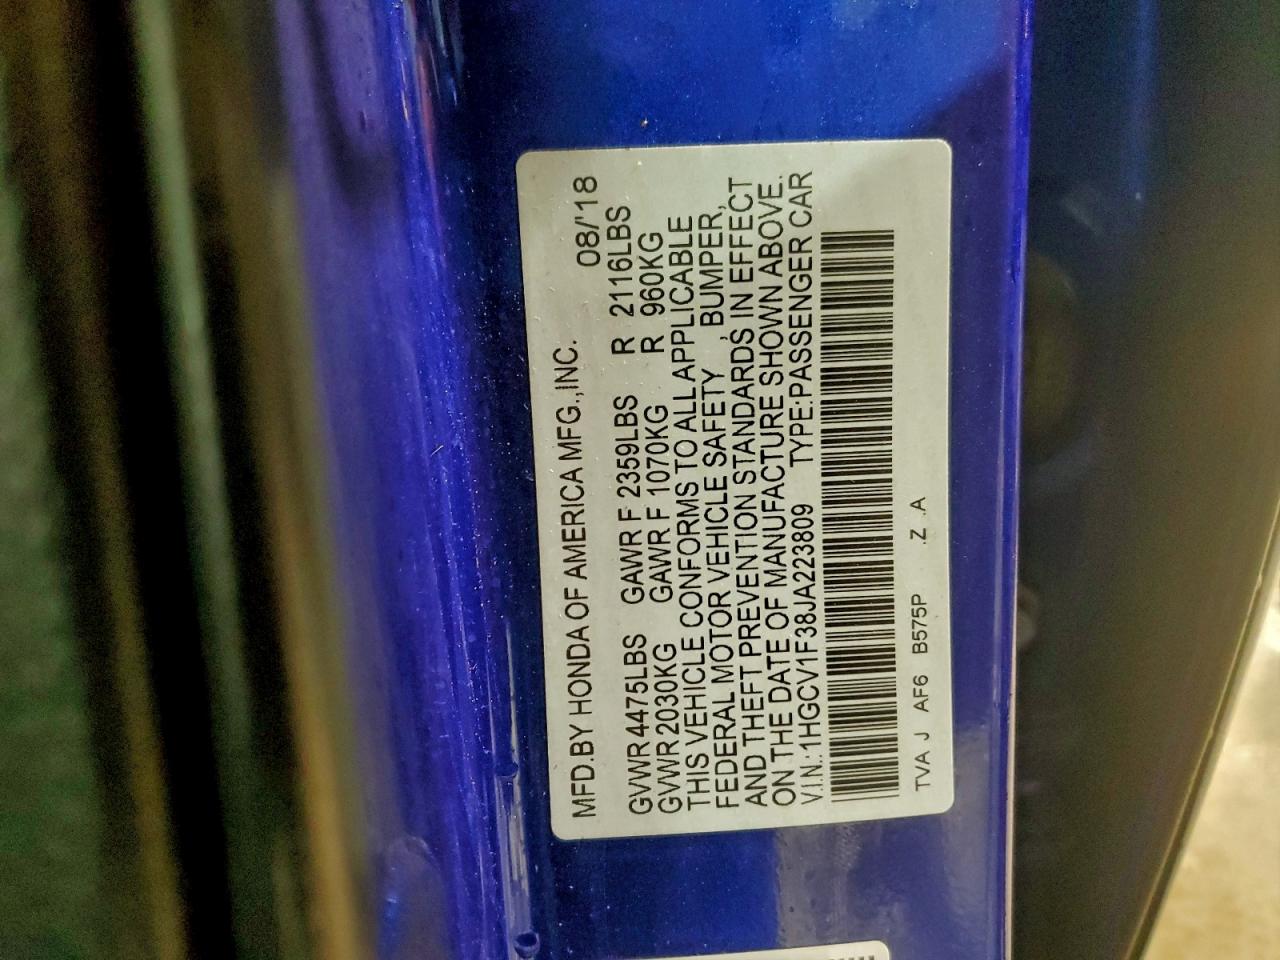 MFD.BY HONDA OF AMERICA MFG.,INC. 08/'18
GVWR 4475LBS GAWR F 2359LBS R 2116LBS
GVWR 2030KG GAWR F 1070KG R 960KG
THIS VEHICLE CONFORMS TO ALL APPLICABLE
FEDERAL MOTOR VEHICLE SAFETY , BUMPER,
AND THEFT PREVENTION STANDARDS IN EFFECT
ON THE DATE OF MANUFACTURE SHOWN ABOVE.
V.I.N.:1HGCV1F38JA223809 TYPE:PASSENGER CAR
TVA J AF6 B575P .Z .A